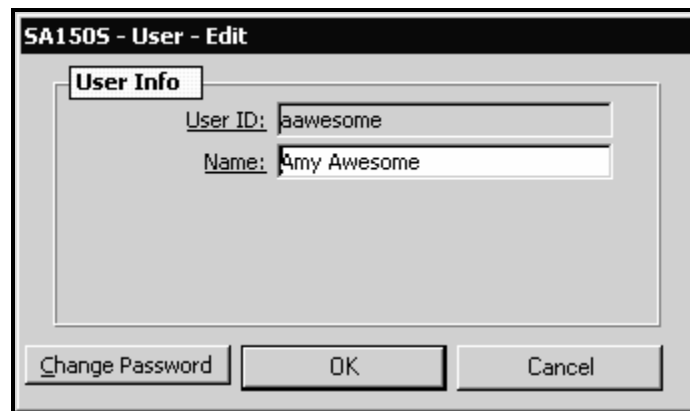 SA150S - User - Edit
User Info
User ID: aawesome
Name: Amy Awesome
Change Password OK Cancel